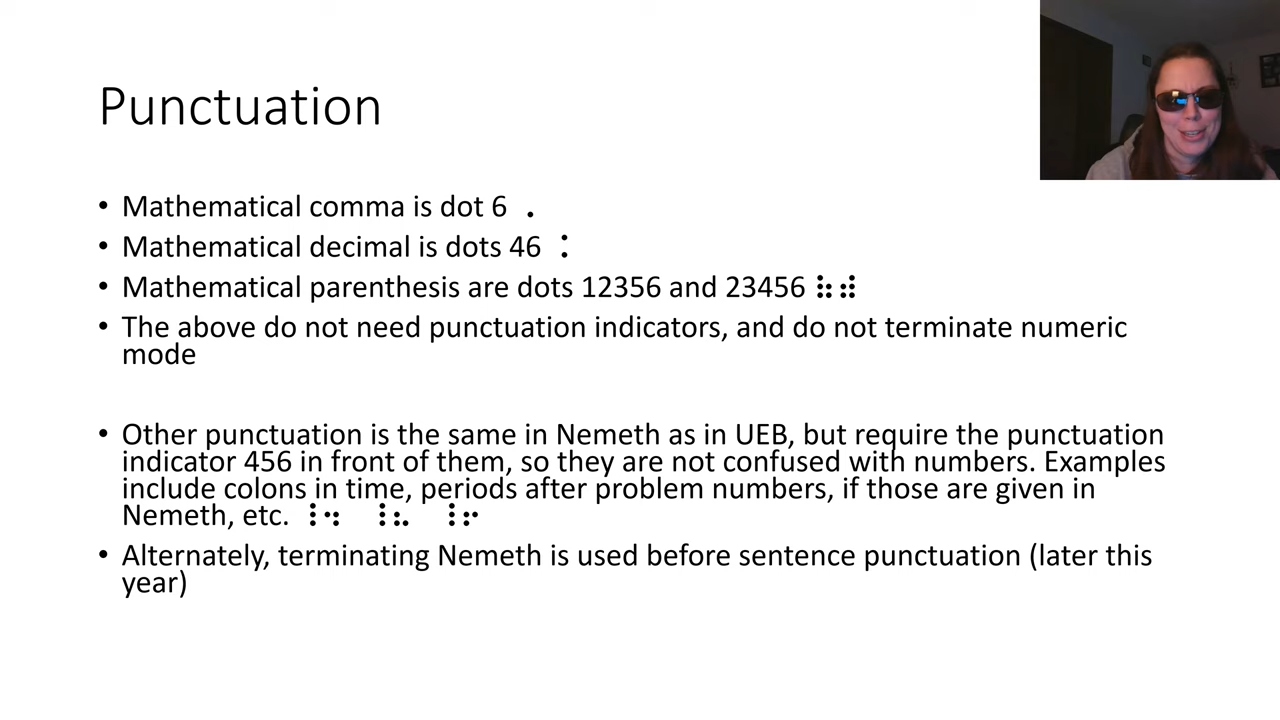 Punctuation
• Mathematical comma is dot 6 ⠠
• Mathematical decimal is dots 46 ⠨
• Mathematical parenthesis are dots 12356 and 23456 ⠷⠾
• The above do not need punctuation indicators, and do not terminate numeric
mode
• Other punctuation is the same in Nemeth as in UEB, but require the punctuation
indicator 456 in front of them, so they are not confused with numbers. Examples
include colons in time, periods after problem numbers, if those are given in
Nemeth, etc. ⠸⠲ ⠸⠦ ⠸⠖
• Alternately, terminating Nemeth is used before sentence punctuation (later this
year)